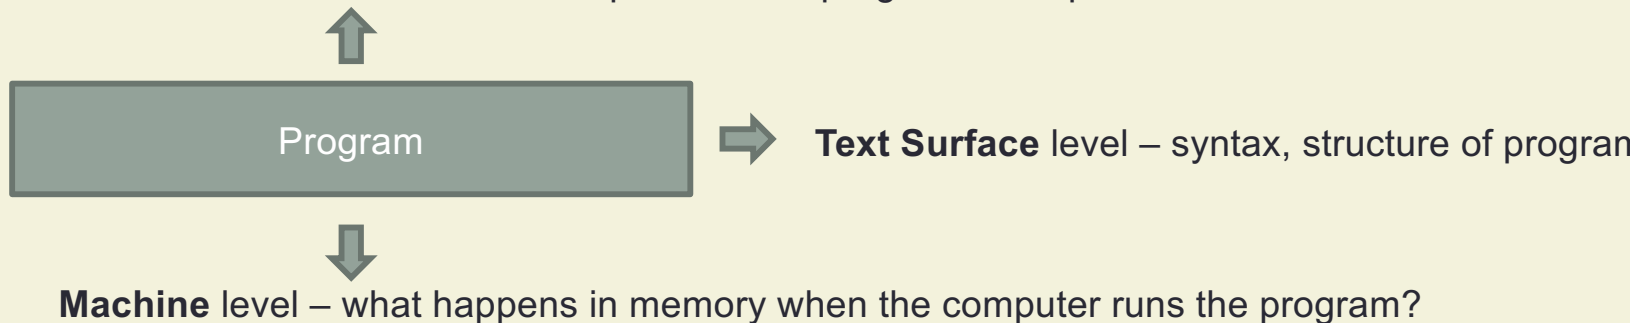 Program
Text Surface level – syntax, structure of program
Machine level – what happens in memory when the computer runs the program?